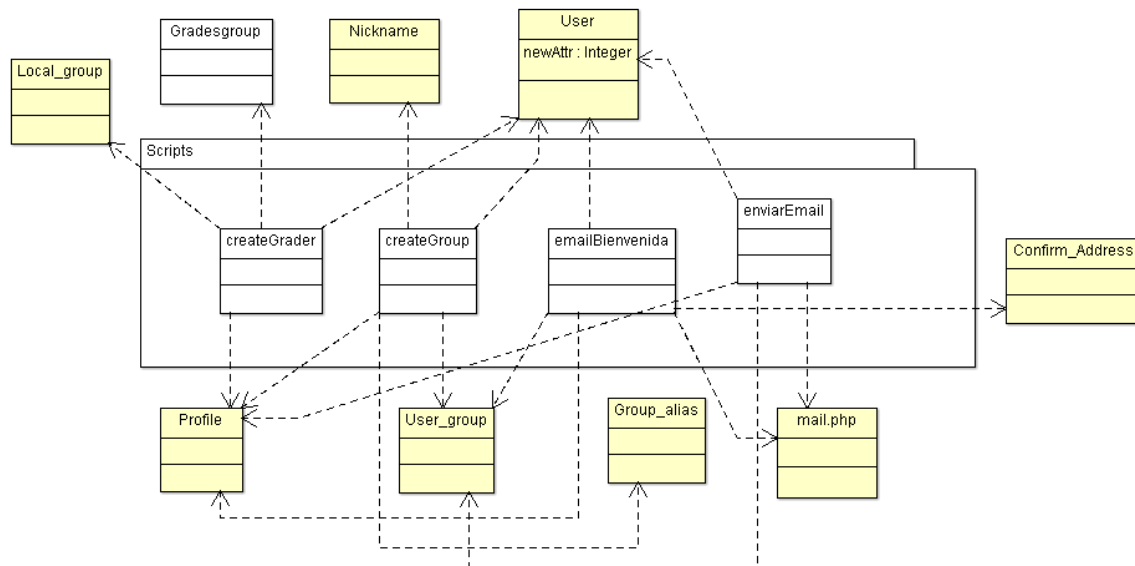 Gradesgroup
Nickname
User
newAttr : Integer
Local_group
Scripts
createGrader
createGroup
emailBienvenida
enviarEmail
Confirm_Address
Profile
User_group
Group_alias
mail.php